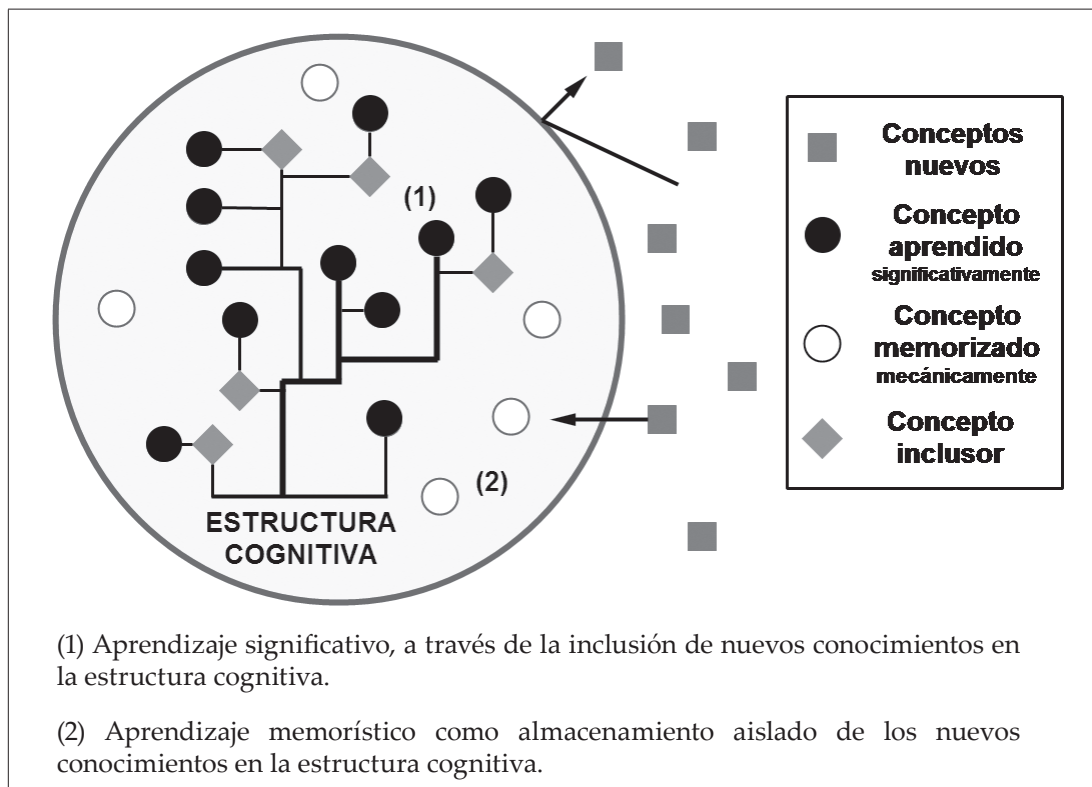 (1)
(2)
ESTRUCTURA
COGNITIVA
Conceptos
nuevos
Concepto
aprendido
significativamente
Concepto
memorizado
mecánicamente
Concepto
inclusor
(1) Aprendizaje significativo, a través de la inclusión de nuevos conocimientos en
la estructura cognitiva.
(2) Aprendizaje memorístico como almacenamiento aislado de los nuevos
conocimientos en la estructura cognitiva.